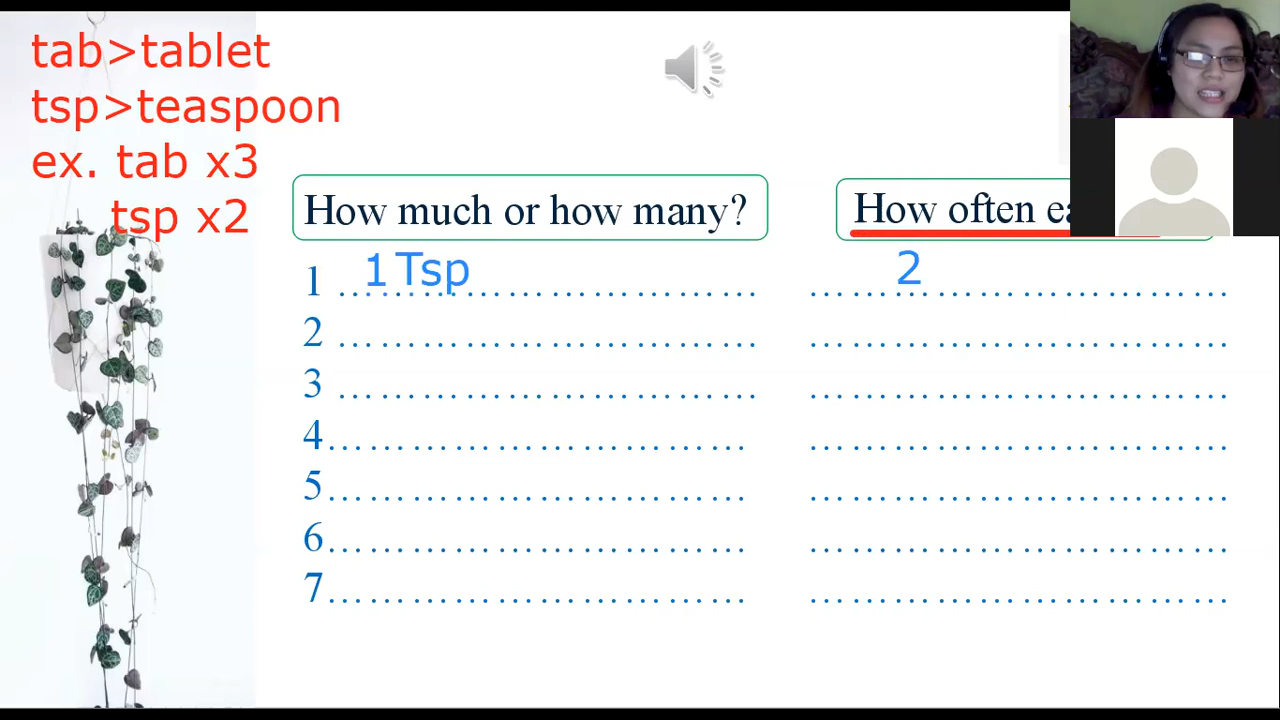 tab>tablet
tsp>teaspoon
ex. tab x3
tsp x2
How much or how many?
How often
1 ..............................
1 Tsp
2
2 ..............................
3 ..............................
4..............................
5..............................
6..............................
7..............................